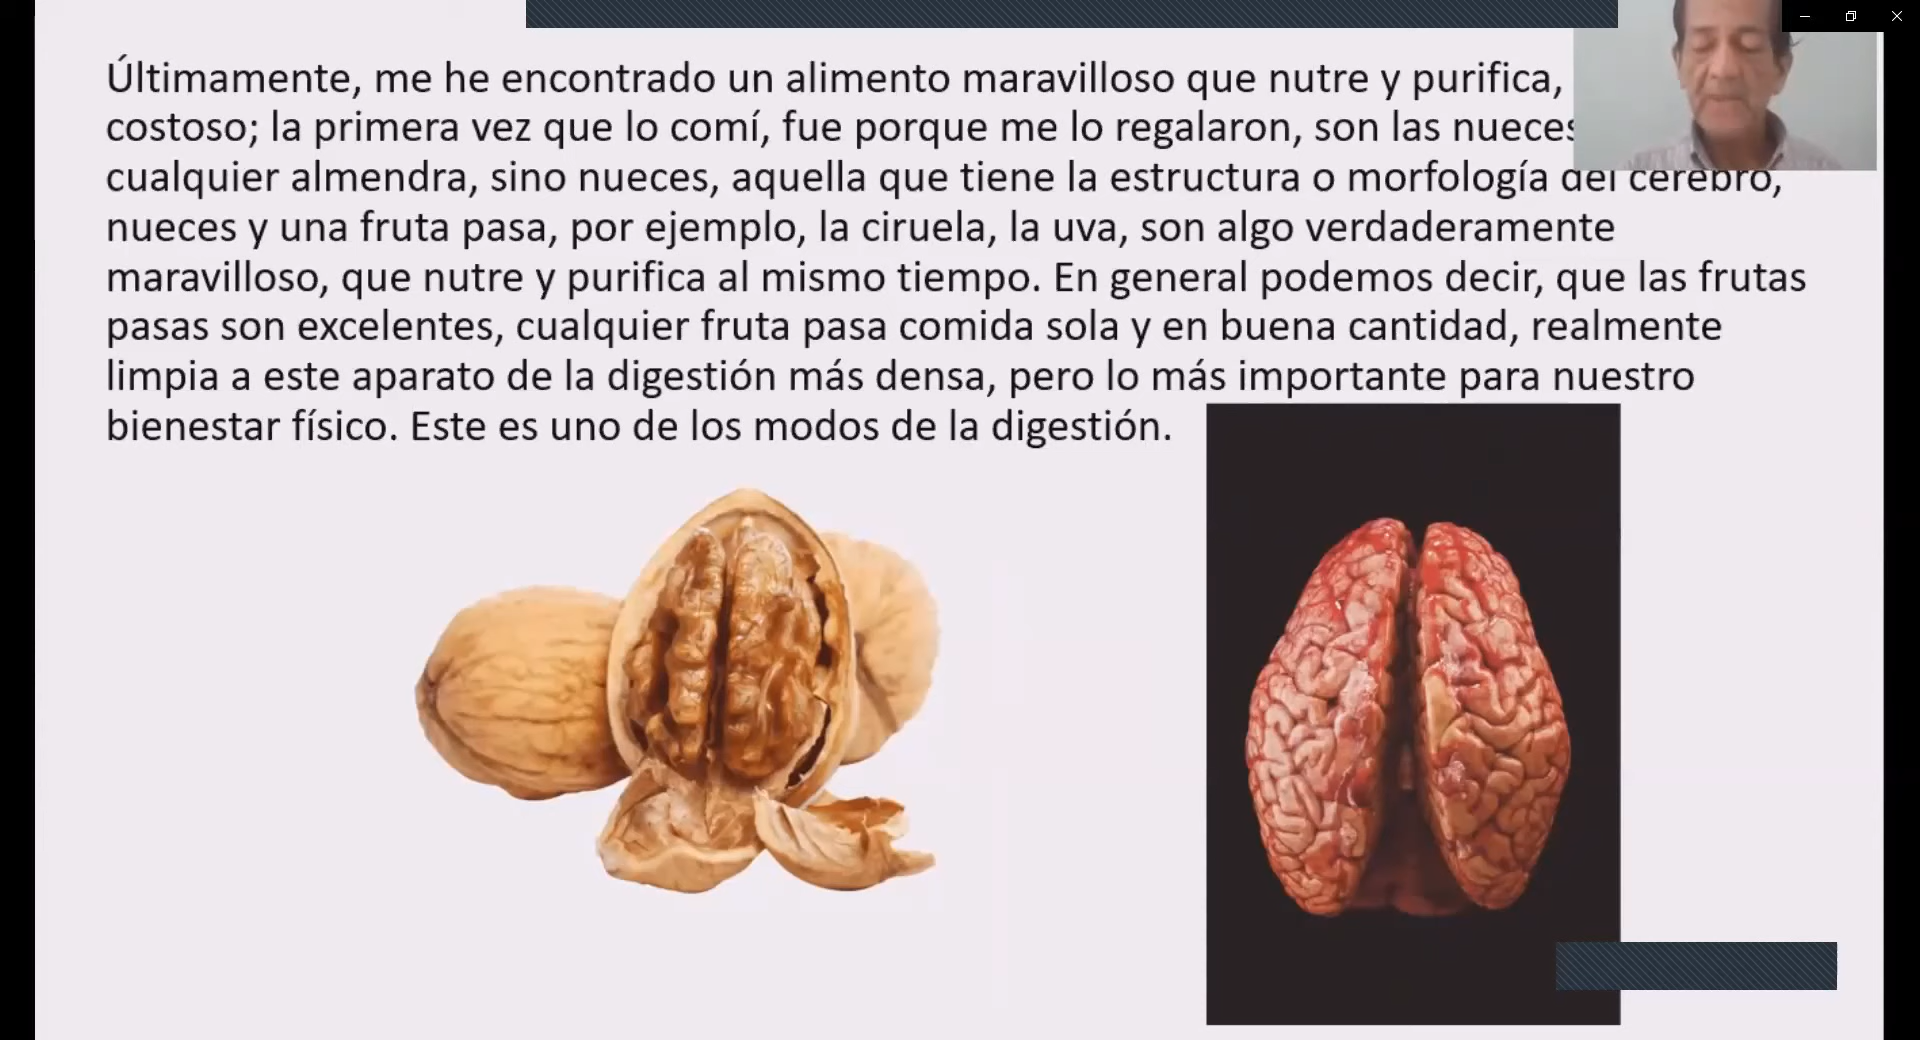 Últimamente, me he encontrado un alimento maravilloso que nutre y purifica,
costoso; la primera vez que lo comí, fue porque me lo regalaron, son las nueces
cualquier almendra, sino nueces, aquella que tiene la estructura o morfología del cerebro,
nueces y una fruta pasa, por ejemplo, la ciruela, la uva, son algo verdaderamente
maravilloso, que nutre y purifica al mismo tiempo. En general podemos decir, que las frutas
pasas son excelentes, cualquier fruta pasa comida sola y en buena cantidad, realmente
limpia a este aparato de la digestión más densa, pero lo más importante para nuestro
bienestar físico. Este es uno de los modos de la digestión.